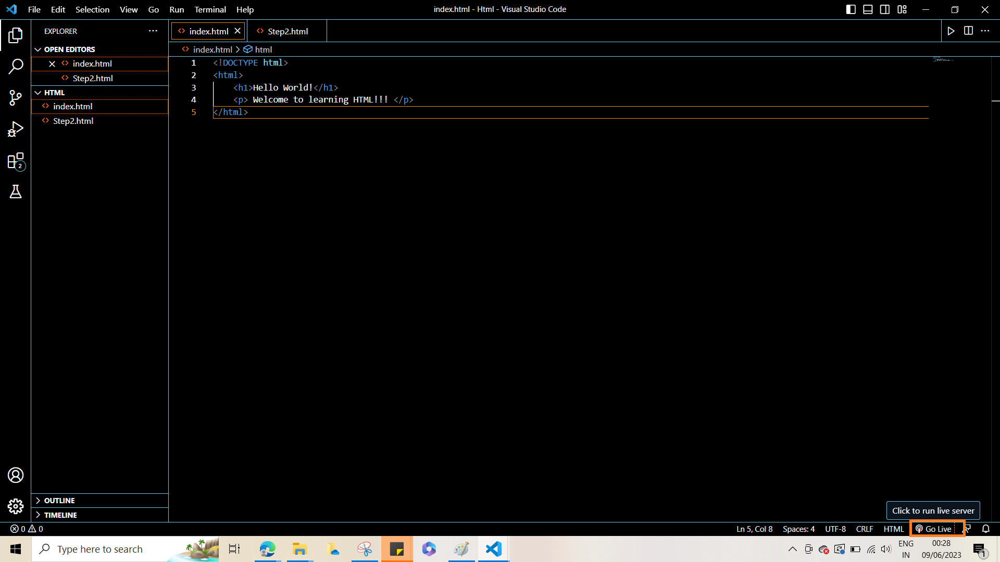 File Edit Selection View Go Run Terminal Help
index.html - Html - Visual Studio Code
EXPLORER
OPEN EDITORS
index.html
Step2.html
HTML
index.html
Step2.html
2
OUTLINE
TIMELINE
index.html Step2.html
index.html > html
1 <!DOCTYPE html>
2 <html>
3 <h1>Hello World!</h1>
4 <p> Welcome to learning HTML!!! </p>
5 </html>
Click to run live server
0 0 Ln 5, Col 8 Spaces: 4 UTF-8 CRLF HTML Go Live
Type here to search
ENG
IN
00:28
09/06/2023
1